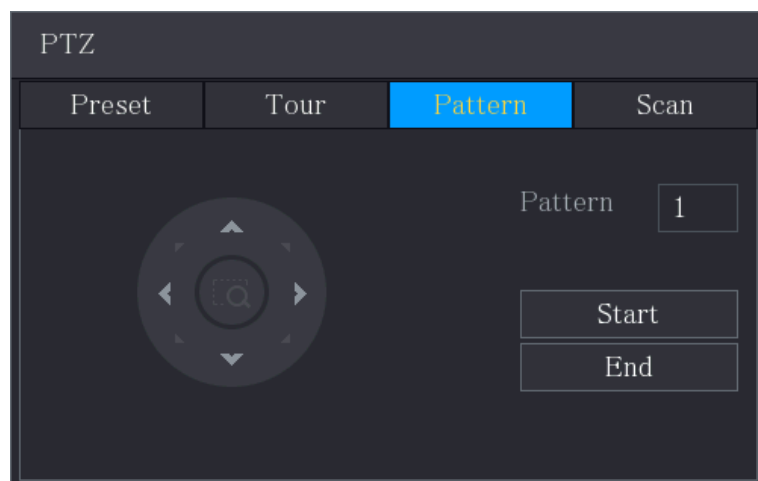 PTZ
Preset Tour Pattern Scan
Pattern 1
Start
End